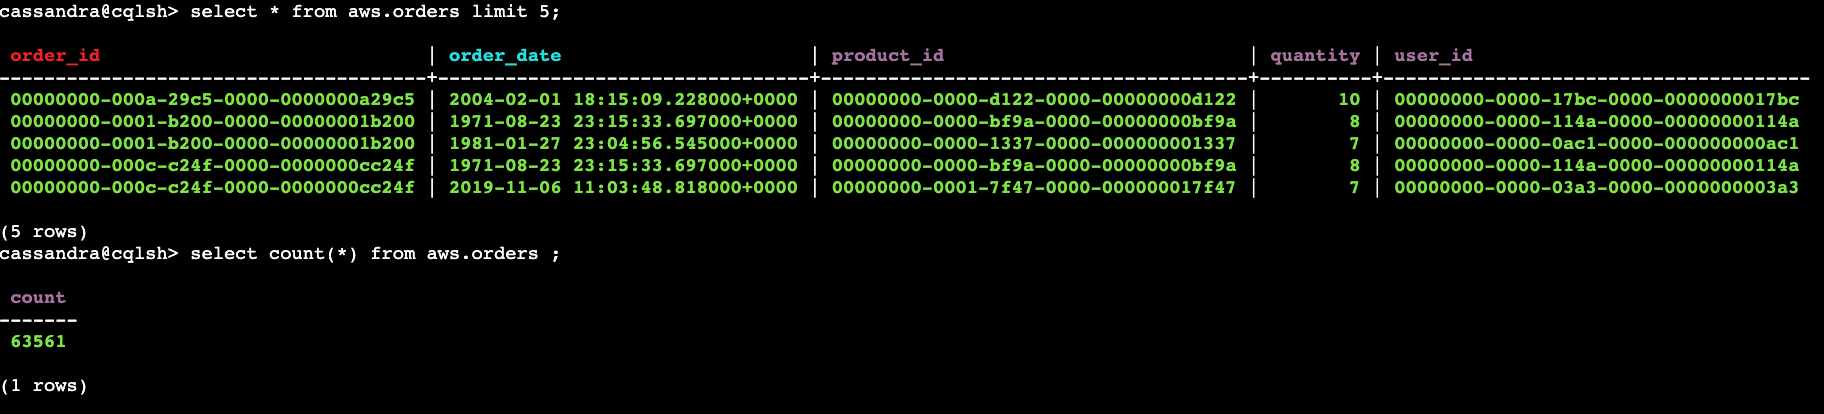 cassandra@cqlsh> select * from aws.orders limit 5;
order_id | order_date | product_id | quantity | user_id
--------------------------------------+---------------------------------+--------------------------------------+----------+--------------------------------------
00000000-000a-29c5-0000-0000000a29c5 | 2004-02-01 18:15:09.228000+0000 | 00000000-0000-d122-0000-00000000d122 | 10 | 00000000-0000-17bc-0000-0000000017bc
00000000-0001-b200-0000-00000001b200 | 1971-08-23 23:15:33.697000+0000 | 00000000-0000-bf9a-0000-00000000bf9a | 8 | 00000000-0000-114a-0000-00000000114a
00000000-0001-b200-0000-00000001b200 | 1981-01-27 23:04:56.545000+0000 | 00000000-0000-1337-0000-000000001337 | 7 | 00000000-0000-0ac1-0000-000000000ac1
00000000-000c-c24f-0000-0000000cc24f | 1971-08-23 23:15:33.697000+0000 | 00000000-0000-bf9a-0000-00000000bf9a | 8 | 00000000-0000-114a-0000-00000000114a
00000000-000c-c24f-0000-0000000cc24f | 2019-11-06 11:03:48.818000+0000 | 00000000-0001-7f47-0000-000000017f47 | 7 | 00000000-0000-03a3-0000-0000000003a3
(5 rows)
cassandra@cqlsh> select count(*) from aws.orders ;
count
-------
63561
(1 rows)